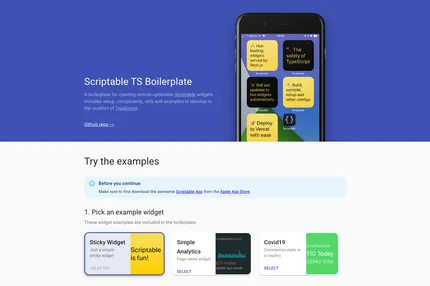 Scriptable TS Boilerplate
A boilerplate for creating remote-updatable Scriptable widgets.
Includes setup, components, utils and examples to develop in
the comfort of TypeScript.
Github repo
Hot-
loading
widgets
served by
Next.js
The
safety of
TypeScript
Roll out
updates to
live widgets
automatically
Build,
compile,
setup and
other configs
Deploy to
Vercel with
ease
Try the examples
Before you continue
Make sure to first download the awesome Scriptable App from the Apple App Store
1. Pick an example widget
These widget examples are included in the boilerplate.
Sticky Widget
Just a simple
sticky widget
SELECTED
Scriptable
is fun!
Simple
Analytics
Page views widget
SELECT
Covid19
Coronavirus stats in
a country
SELECT
Coronavirus
110 Today